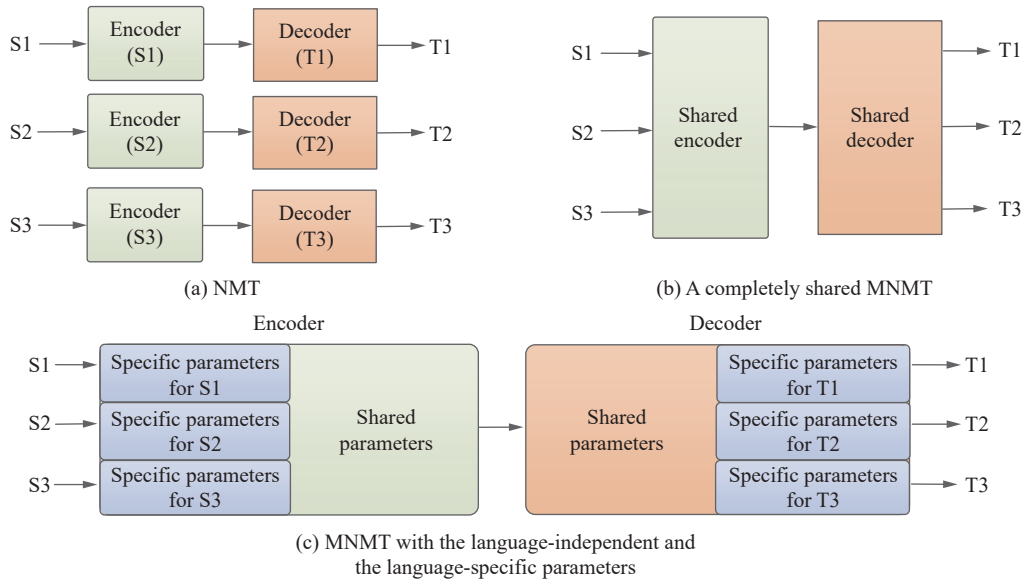 S1
Encoder
(S1)
Decoder
(T1)
T1
S2
Encoder
(S2)
Decoder
(T2)
T2
S3
Encoder
(S3)
Decoder
(T3)
T3
(a) NMT
S1
S2
S3
Shared
encoder
Shared
decoder
T1
T2
T3
(b) A completely shared MNMT
Encoder
Decoder
S1
Specific parameters
for S1
S2
Specific parameters
for S2
S3
Specific parameters
for S3
Shared
parameters
Shared
parameters
Specific parameters
for T1
T1
Specific parameters
for T2
T2
Specific parameters
for T3
T3
(c) MNMT with the language-independent and
the language-specific parameters